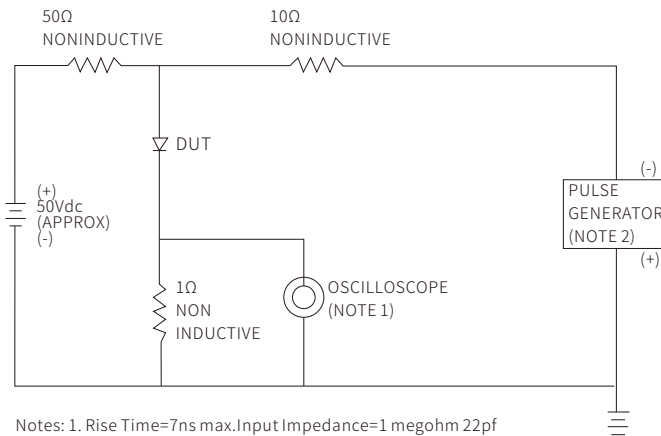 50Ω
NONINDUCTIVE
10Ω
NONINDUCTIVE
DUT
(+)
50Vdc
(APPROX)
(-)
(-)
PULSE
GENERATOR
(NOTE 2)
(+)
1Ω
NON
INDUCTIVE
OSCILLOSCOPE
(NOTE 1)
Notes: 1. Rise Time=7ns max.Input Impedance=1 megohm 22pf